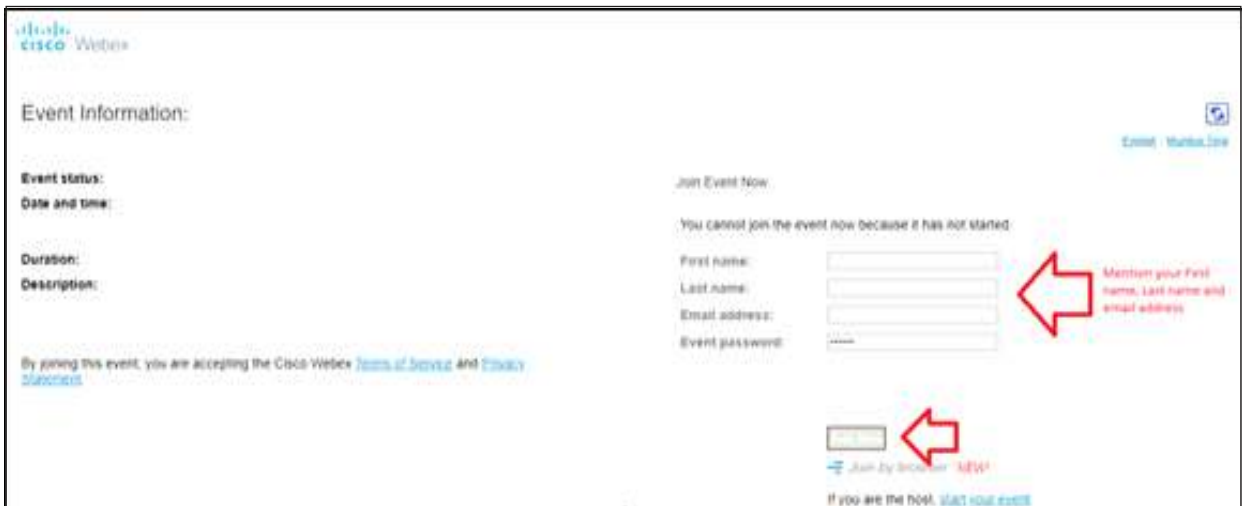 cisco Webex
Event Information:
English Mumbai Time
Event status:
Join Event Now
Date and time:
You cannot join the event now because it has not started.
Duration:
First name:
Mention your First
name, Last name and
email address
Description:
Last name:
Email address:
Event password:
By joining this event, you are accepting the Cisco Webex Terms of Service and Privacy
Statement
Join by browser NEW!
If you are the host, start your event